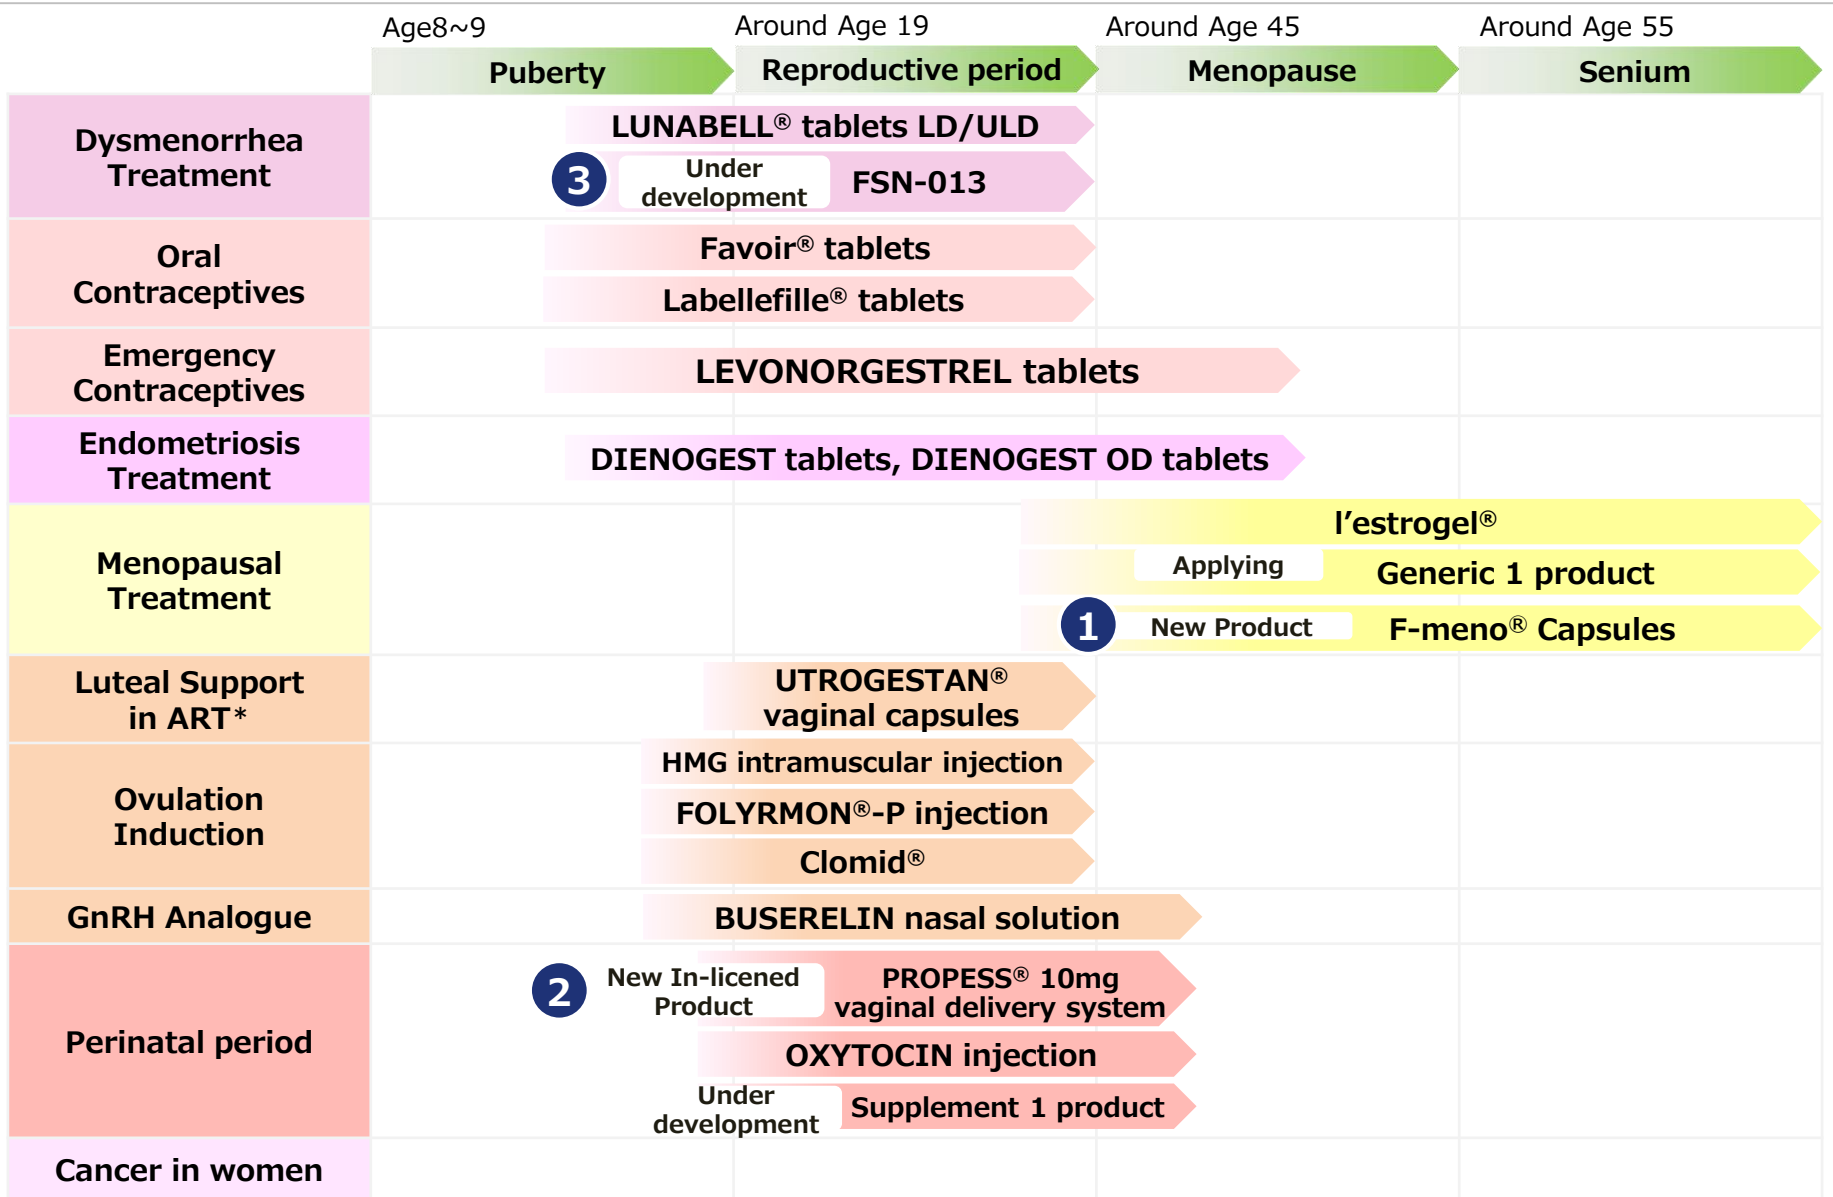 Age8~9
Around Age 19
Around Age 45
Around Age 55
Puberty
Reproductive period
Menopause
Senium
Dysmenorrhea
Treatment
LUNABELL® tablets LD/ULD
3
Under
development
FSN-013
Oral
Contraceptives
Favoir® tablets
Labellefille® tablets
Emergency
Contraceptives
LEVONORGESTREL tablets
Endometriosis
Treatment
DIENOGEST tablets, DIENOGEST OD tablets
Menopausal
Treatment
l’estrogel®
Applying
Generic 1 product
1
New Product
F-meno® Capsules
Luteal Support
in ART*
UTROGESTAN®
vaginal capsules
Ovulation
Induction
HMG intramuscular injection
FOLYRMON®-P injection
Clomid®
GnRH Analogue
BUSERELIN nasal solution
Perinatal period
2
New In-licened
Product
PROPESS® 10mg
vaginal delivery system
OXYTOCIN injection
Under
development
Supplement 1 product
Cancer in women